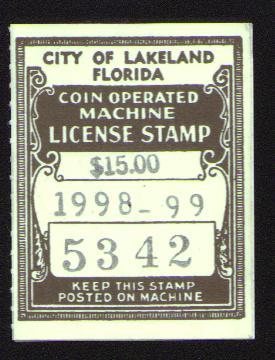 CITY OF LAKELAND
FLORIDA
COIN OPERATED
MACHINE
LICENSE STAMP
$15.00
1998-99
5342
KEEP THIS STAMP
POSTED ON MACHINE